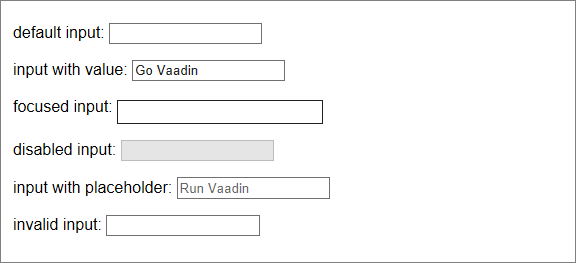 default input:
input with value: Go Vaadin
focused input:
disabled input:
input with placeholder: Run Vaadin
invalid input: